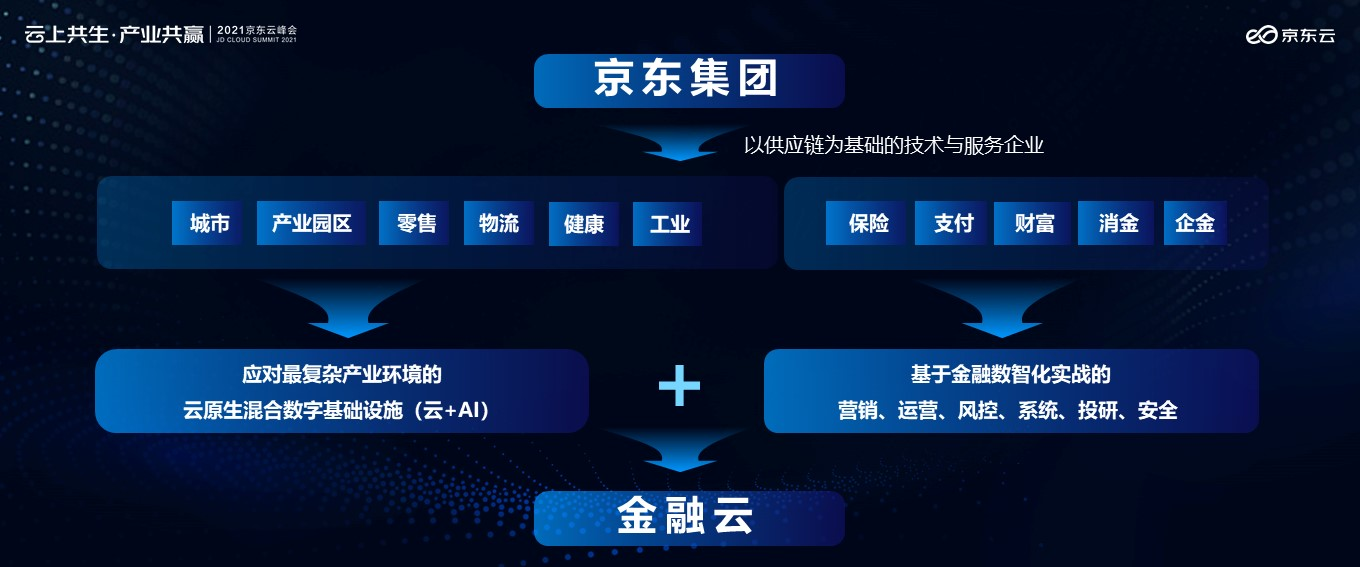 云上共生·产业共赢
2021京东云峰会
JD CLOUD SUMMIT 2021
京东云
京东集团
以供应链为基础的技术与服务企业
城市 产业园区 零售 物流 健康 工业
保险 支付 财富 消金 企金
应对最复杂产业环境的
云原生混合数字基础设施（云+AI）
+
基于金融数智化实战的
营销、运营、风控、系统、投研、安全
金融云